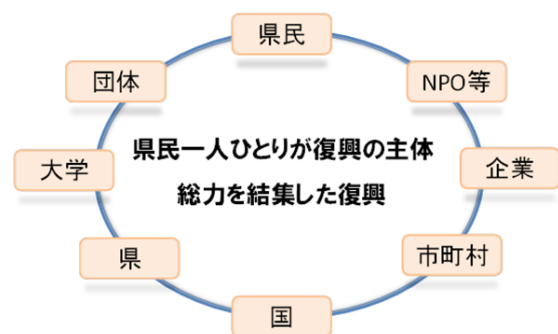 県民
団体
NPO等
県民一人ひとりが復興の主体
総力を結集した復興
大学
企業
県
市町村
国